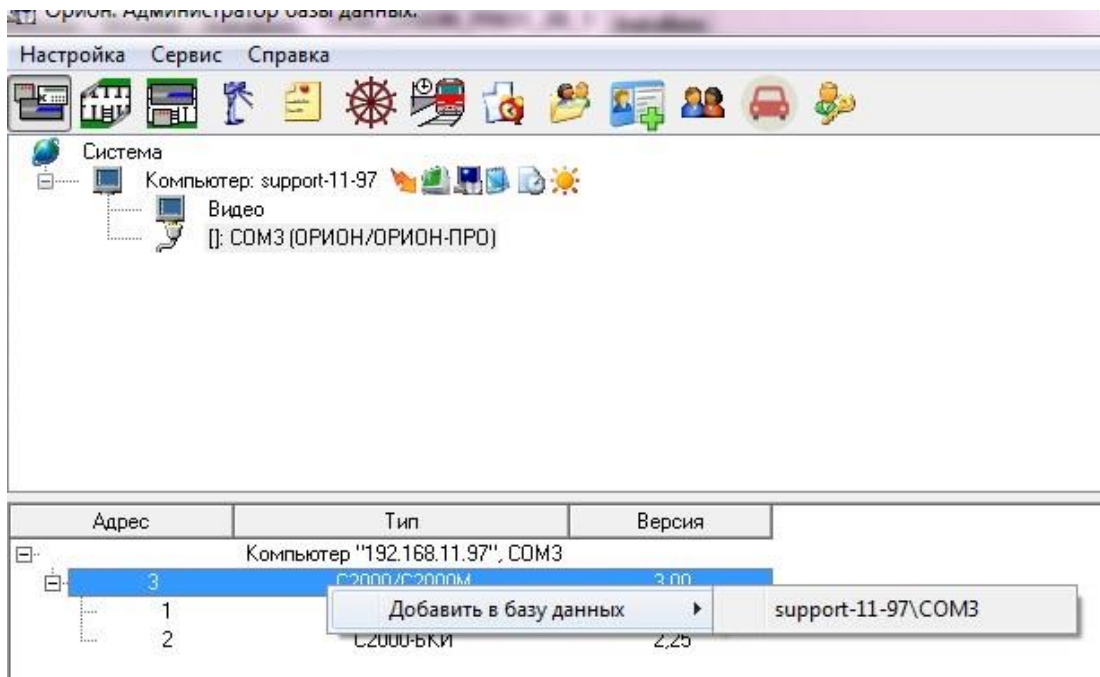 Орион. Администратор базы данных.
Настройка Сервис Справка
Система
Компьютер: support-11-97
Видео
[]: COM3 (ОРИОН/ОРИОН-ПРО)
Адрес Тип Версия
Компьютер "192.168.11.97", COM3
3 С2000/С2000М 3,00
Добавить в базу данных support-11-97\COM3
1
2 С2000-БКИ 2,25